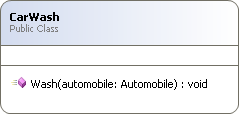 CarWash
Public Class
Wash(automobile: Automobile) : void